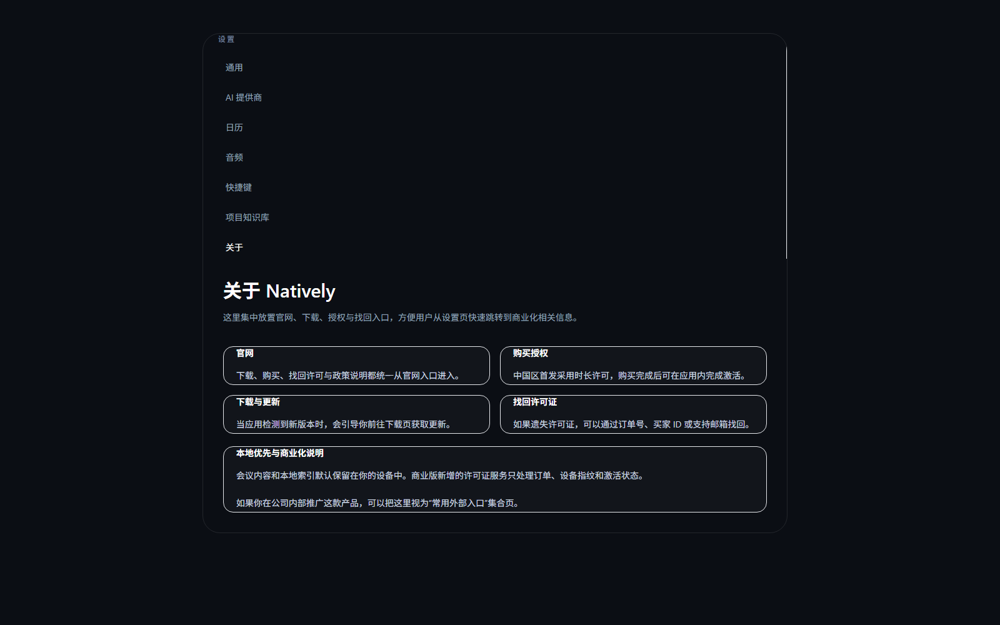 设置
通用
AI 提供商
日历
音频
快捷键
项目知识库
关于
关于 Natively
这里集中放置官网、下载、授权与找回入口，方便用户从设置页快速跳转到商业化相关信息。
官网
下载、购买、找回许可与政策说明都统一从官网入口进入。
购买授权
中国区首发采用时长许可，购买完成后可在应用内完成激活。
下载与更新
当应用检测到新版本时，会引导你前往下载页获取更新。
找回许可证
如果遗失许可证，可以通过订单号、买家 ID 或支持邮箱找回。
本地优先与商业化说明
会议内容和本地索引默认保留在你的设备中。商业版新增的许可证服务只处理订单、设备指纹和激活状态。
如果你在公司内部推广这款产品，可以把这里视为“常用外部入口”集合页。